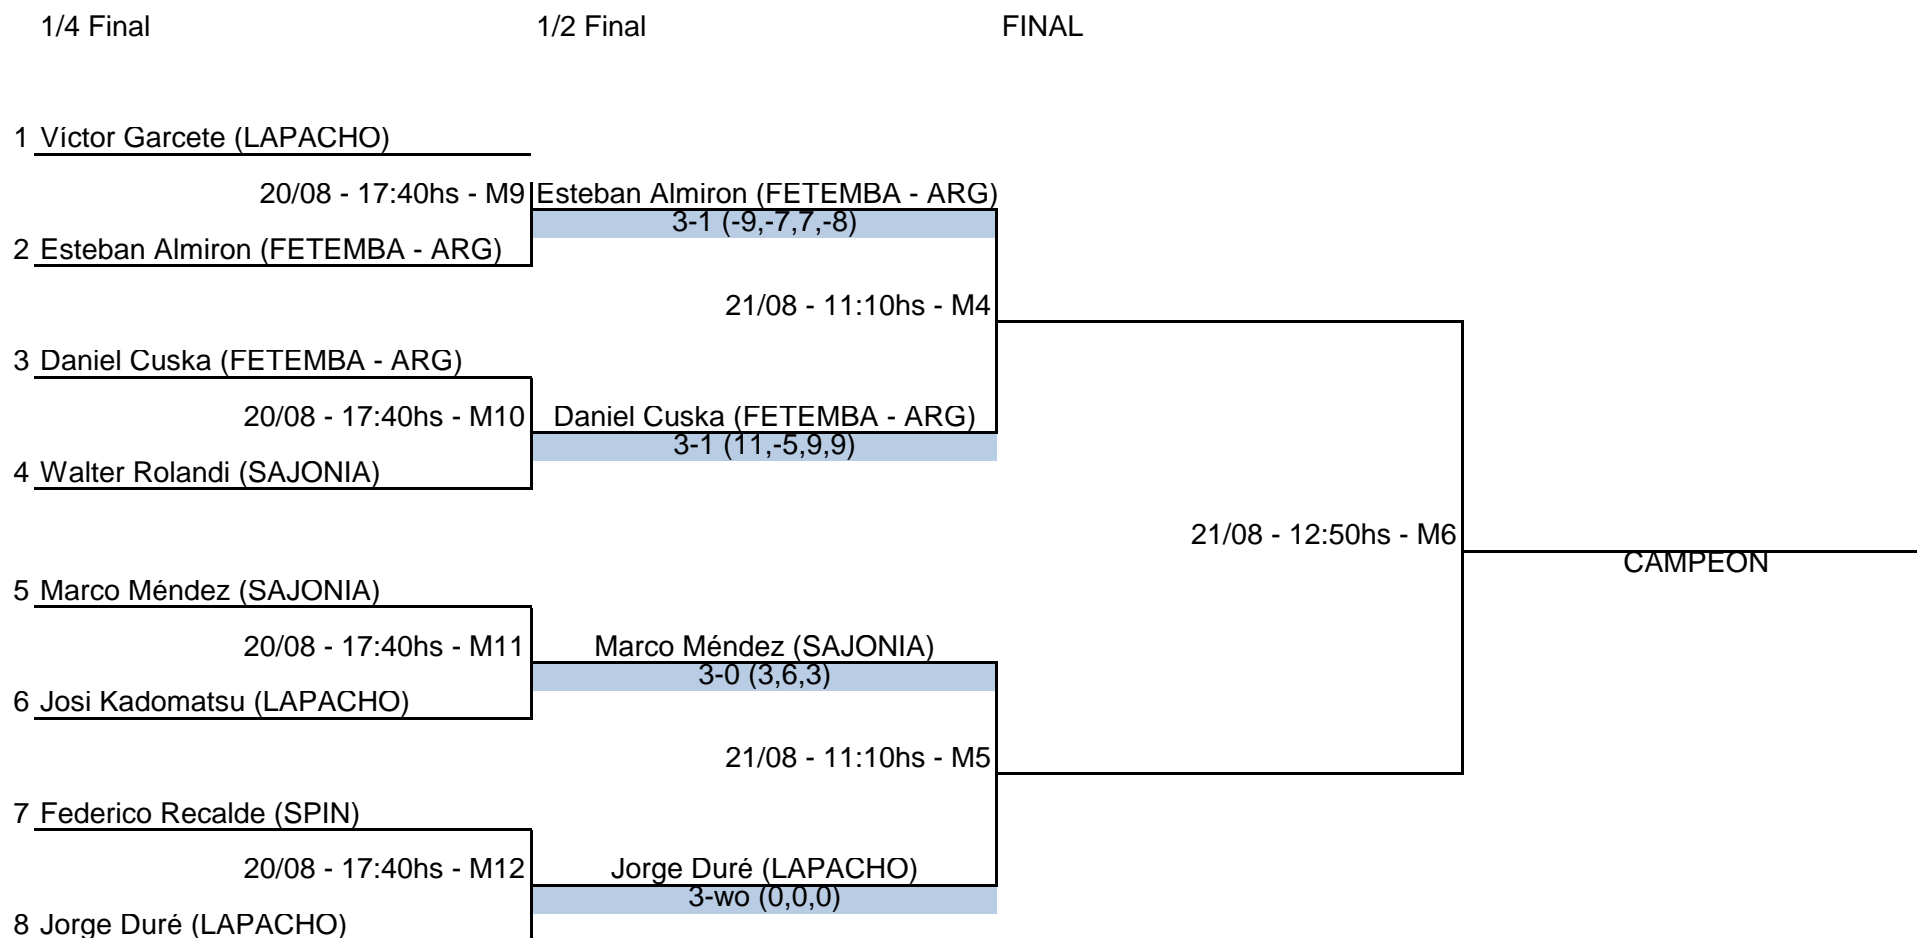 1/4 Final 1/2 Final FINAL
1 Víctor Garcete (LAPACHO)
20/08 - 17:40hs - M9 Esteban Almiron (FETEMBA - ARG)
3-1 (-9,-7,7,-8)
2 Esteban Almiron (FETEMBA - ARG)
21/08 - 11:10hs - M4
3 Daniel Cuska (FETEMBA - ARG)
20/08 - 17:40hs - M10 Daniel Cuska (FETEMBA - ARG)
3-1 (11,-5,9,9)
4 Walter Rolandi (SAJONIA)
21/08 - 12:50hs - M6
CAMPEON
5 Marco Méndez (SAJONIA)
20/08 - 17:40hs - M11 Marco Méndez (SAJONIA)
3-0 (3,6,3)
6 Josi Kadomatsu (LAPACHO)
21/08 - 11:10hs - M5
7 Federico Recalde (SPIN)
20/08 - 17:40hs - M12 Jorge Duré (LAPACHO)
3-wo (0,0,0)
8 Jorge Duré (LAPACHO)